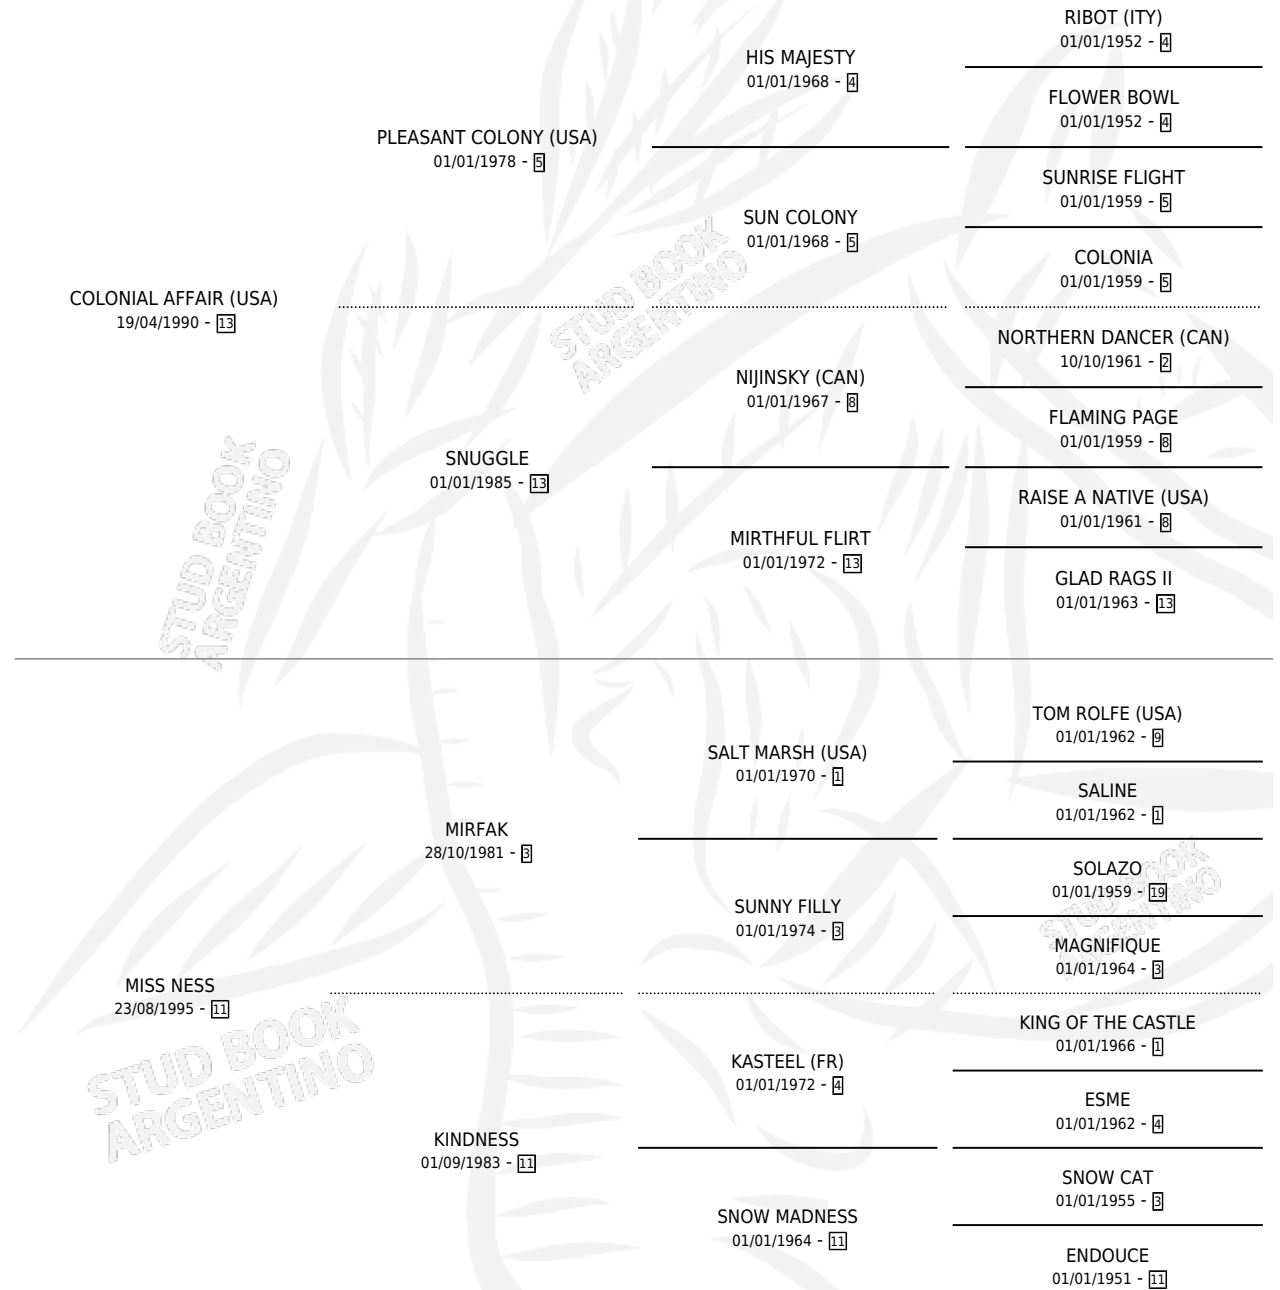 RIBOT (ITY)
01/01/1952 - 4
HIS MAJESTY
01/01/1968 - 4
FLOWER BOWL
01/01/1952 - 4
PLEASANT COLONY (USA)
01/01/1978 - 5
SUNRISE FLIGHT
01/01/1959 - 5
SUN COLONY
01/01/1968 - 5
COLONIA
01/01/1959 - 5
COLONIAL AFFAIR (USA)
19/04/1990 - 13
NORTHERN DANCER (CAN)
10/10/1961 - 2
NIJINSKY (CAN)
01/01/1967 - 8
FLAMING PAGE
01/01/1959 - 8
SNUGGLE
01/01/1985 - 13
RAISE A NATIVE (USA)
01/01/1961 - 8
MIRTHFUL FLIRT
01/01/1972 - 13
GLAD RAGS II
01/01/1963 - 13
STUD BOOK
ARGENTINO
STUD BOOK
ARGENTINO
TOM ROLFE (USA)
01/01/1962 - 9
SALT MARSH (USA)
01/01/1970 - 1
SALINE
01/01/1962 - 1
MIRFAK
28/10/1981 - 3
SOLAZO
01/01/1959 - 19
SUNNY FILLY
01/01/1974 - 3
MAGNIFIQUE
01/01/1964 - 3
MISS NESS
23/08/1995 - 11
KING OF THE CASTLE
01/01/1966 - 1
KASTEEL (FR)
01/01/1972 - 4
ESME
01/01/1962 - 4
KINDNESS
01/09/1983 - 11
SNOW CAT
01/01/1955 - 3
SNOW MADNESS
01/01/1964 - 11
ENDOUCE
01/01/1951 - 11
STUD BOOK
ARGENTINO
STUD BOOK
ARGENTINO